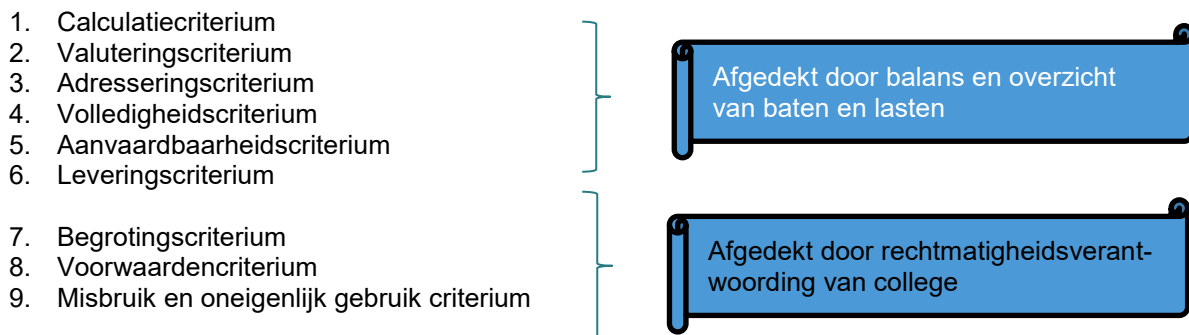 1. Calculatiecriterium
2. Valuteringscriterium
3. Adresseringscriterium
4. Volledigheidscriterium
5. Aanvaardbaarheidscriterium
6. Leveringscriterium
Afgedekt door balans en overzicht
van baten en lasten
7. Begrotingscriterium
8. Voorwaardencriterium
9. Misbruik en oneigenlijk gebruik criterium
Afgedekt door rechtmatigheidsverant-
woording van college